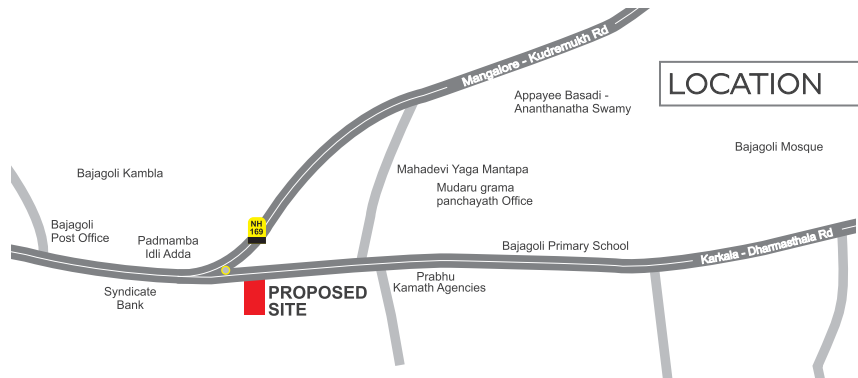 Mangalore - Kudremukh Rd
LOCATION
Appayee Basadi -
Ananthanatha Swamy
Bajagoli Mosque
Bajagoli Kambla
Mahadevi Yaga Mantapa
Mudaru grama
panchayath Office
Bajagoli
Post Office
Padmamba
Idli Adda
NH
169
Bajagoli Primary School
Karkala - Dharmasthala Rd
Syndicate
Bank
PROPOSED
SITE
Prabhu
Kamath Agencies